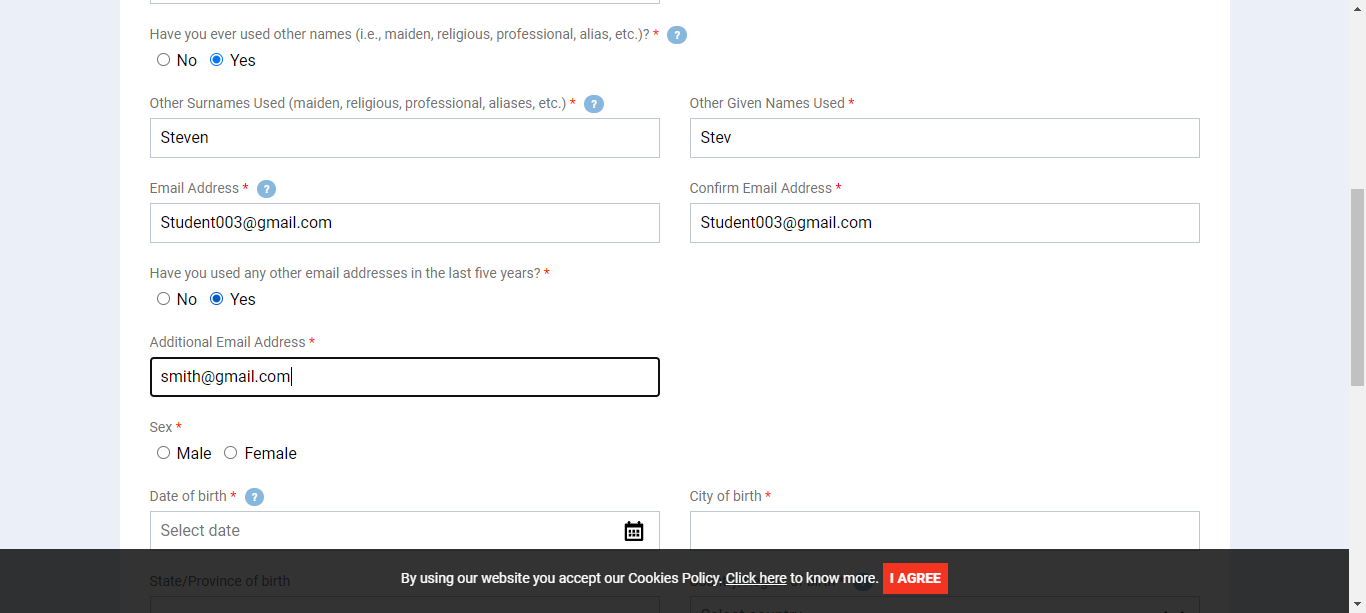 Have you ever used other names (i.e., maiden, religious, professional, alias, etc.)? * ?
No Yes
Other Surnames Used (maiden, religious, professional, aliases, etc.) * ?
Other Given Names Used *
Steven
Stev
Email Address * ?
Confirm Email Address *
Student003@gmail.com
Student003@gmail.com
Have you used any other email addresses in the last five years? *
No Yes
Additional Email Address *
smith@gmail.com
Sex *
Male Female
Date of birth * ?
City of birth *
Select date
State/Province of birth
By using our website you accept our Cookies Policy. Click here to know more. I AGREE
Select country